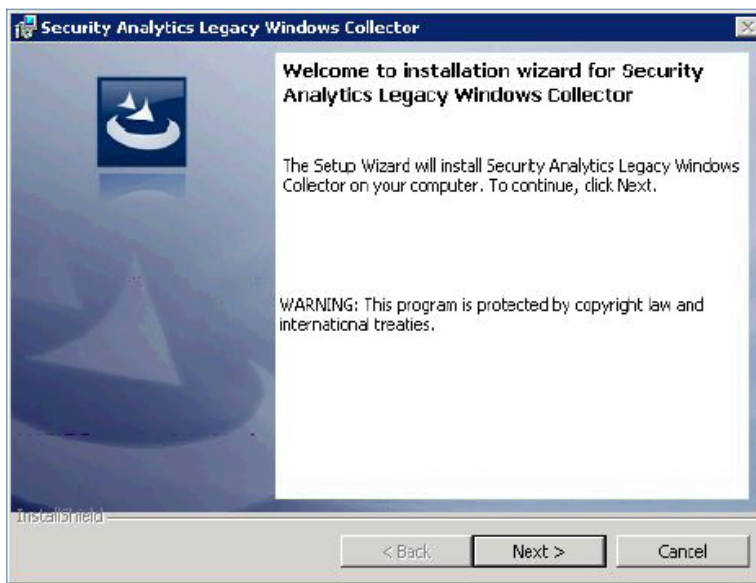 Security Analytics Legacy Windows Collector
Welcome to installation wizard for Security
Analytics Legacy Windows Collector
The Setup Wizard will install Security Analytics Legacy Windows
Collector on your computer. To continue, click Next.
WARNING: This program is protected by copyright law and
international treaties.
InstallShield
< Back
Next >
Cancel